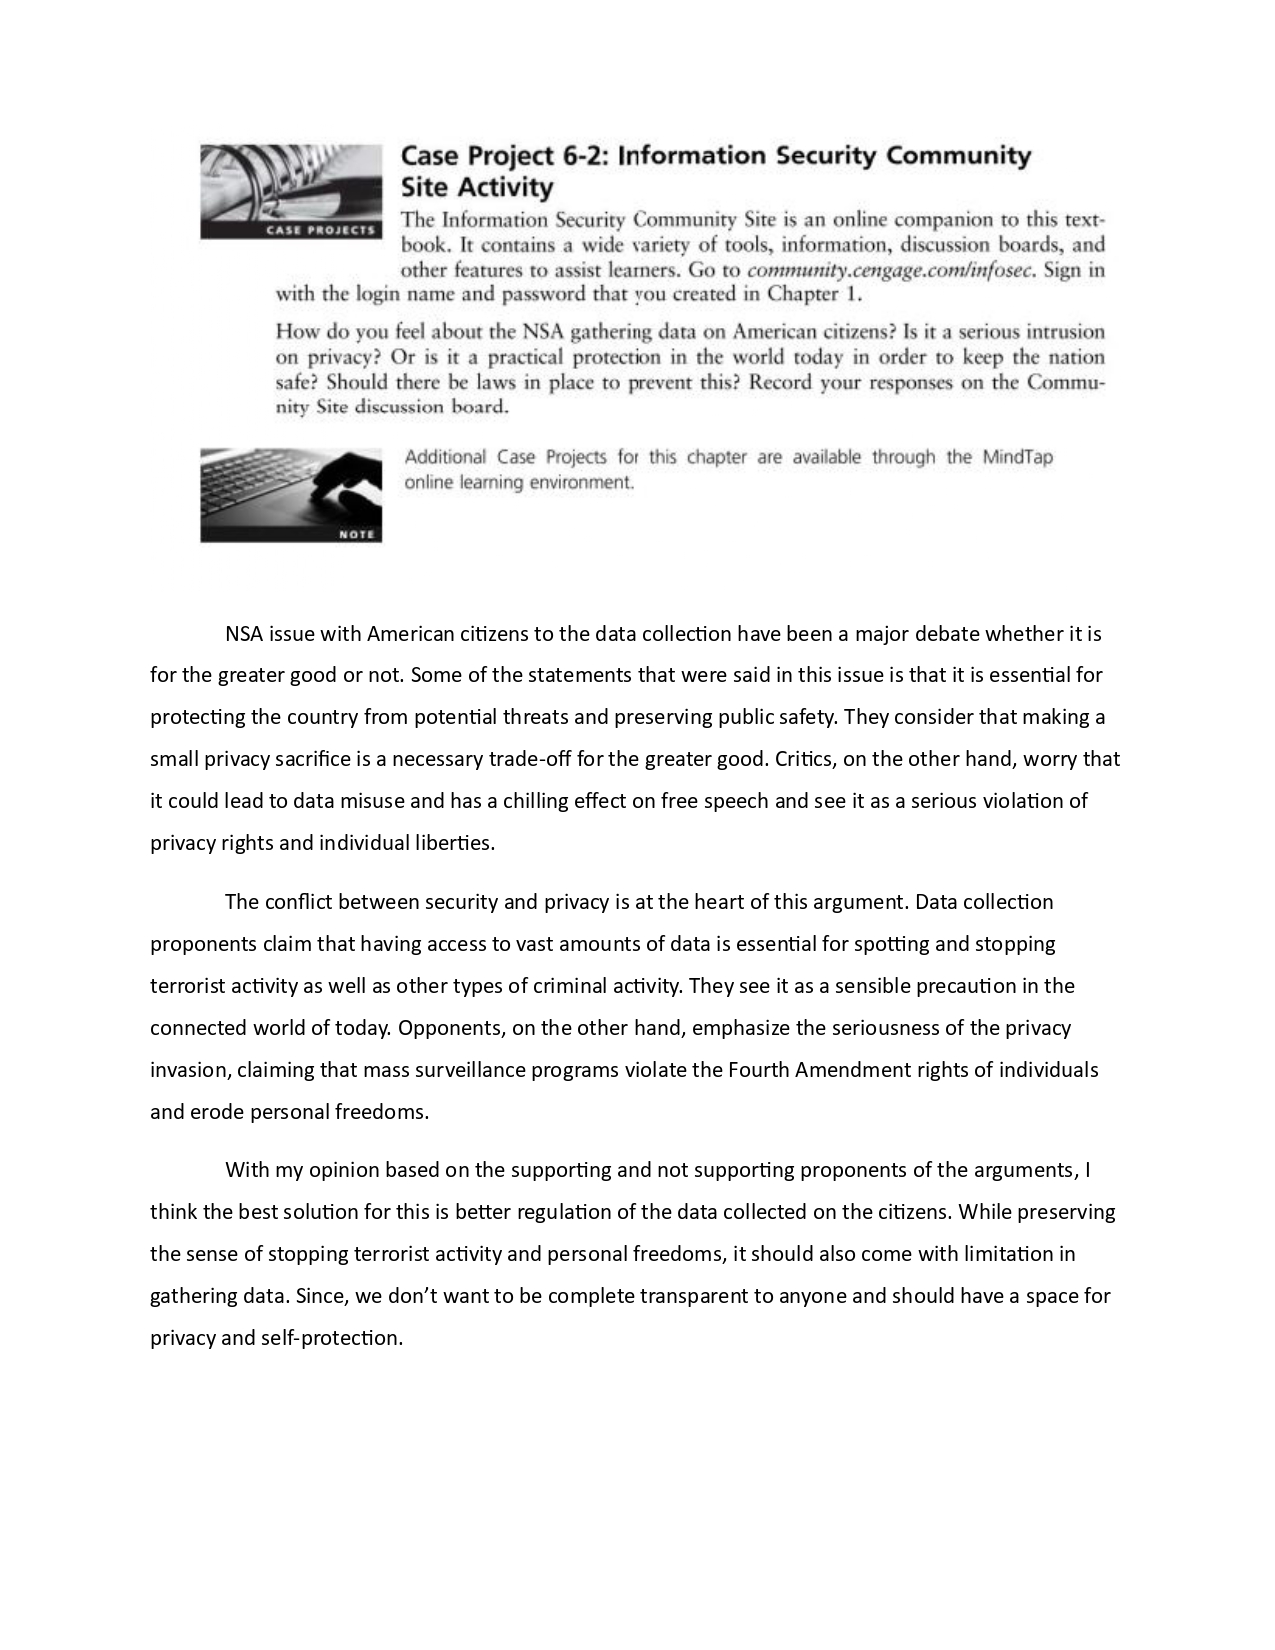 Case Project 6-2: Information Security Community
Site Activity
CASE PROJECTS
The Information Security Community Site is an online companion to this text-
book. It contains a wide variety of tools, information, discussion boards, and
other features to assist learners. Go to community.cengage.com/infosec. Sign in
with the login name and password that you created in Chapter 1.
How do you feel about the NSA gathering data on American citizens? Is it a serious intrusion
on privacy? Or is it a practical protection in the world today in order to keep the nation
safe? Should there be laws in place to prevent this? Record your responses on the Commu-
nity Site discussion board.
Additional Case Projects for this chapter are available through the MindTap
online learning environment.
NOTE
NSA issue with American citizens to the data collection have been a major debate whether it is
for the greater good or not. Some of the statements that were said in this issue is that it is essential for
protecting the country from potential threats and preserving public safety. They consider that making a
small privacy sacrifice is a necessary trade-off for the greater good. Critics, on the other hand, worry that
it could lead to data misuse and has a chilling effect on free speech and see it as a serious violation of
privacy rights and individual liberties.
The conflict between security and privacy is at the heart of this argument. Data collection
proponents claim that having access to vast amounts of data is essential for spotting and stopping
terrorist activity as well as other types of criminal activity. They see it as a sensible precaution in the
connected world of today. Opponents, on the other hand, emphasize the seriousness of the privacy
invasion, claiming that mass surveillance programs violate the Fourth Amendment rights of individuals
and erode personal freedoms.
With my opinion based on the supporting and not supporting proponents of the arguments, I
think the best solution for this is better regulation of the data collected on the citizens. While preserving
the sense of stopping terrorist activity and personal freedoms, it should also come with limitation in
gathering data. Since, we don’t want to be complete transparent to anyone and should have a space for
privacy and self-protection.